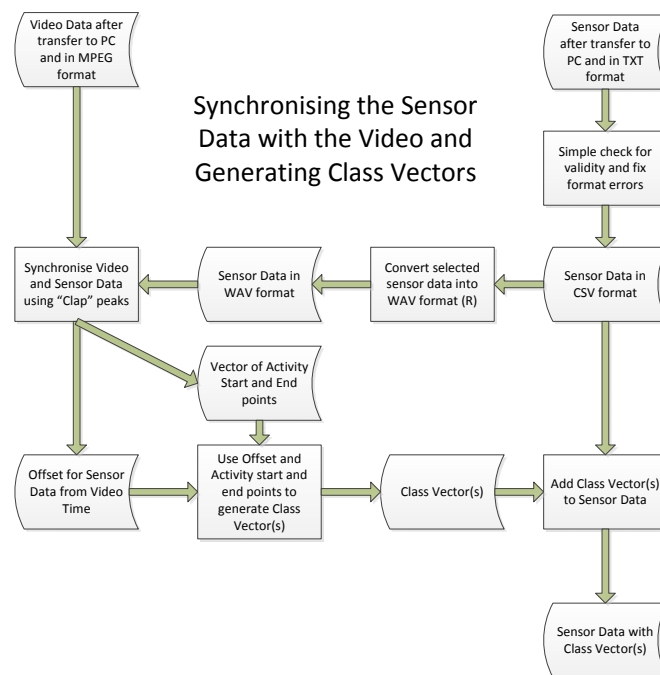 Video Data after
transfer to PC
and in MPEG
format
Sensor Data
after transfer to
PC and in TXT
format
Synchronising the Sensor
Data with the Video and
Generating Class Vectors
Simple check for
validity and fix
format errors
Synchronise Video
and Sensor Data
using “Clap” peaks
Sensor Data in
WAV format
Convert selected
sensor data into
WAV format (R)
Sensor Data in
CSV format
Vector of Activity
Start and End
points
Offset for Sensor
Data from Video
Time
Use Offset and
Activity start and
end points to
generate Class
Vector(s)
Class Vector(s)
Add Class Vector(s)
to Sensor Data
Sensor Data with
Class Vector(s)